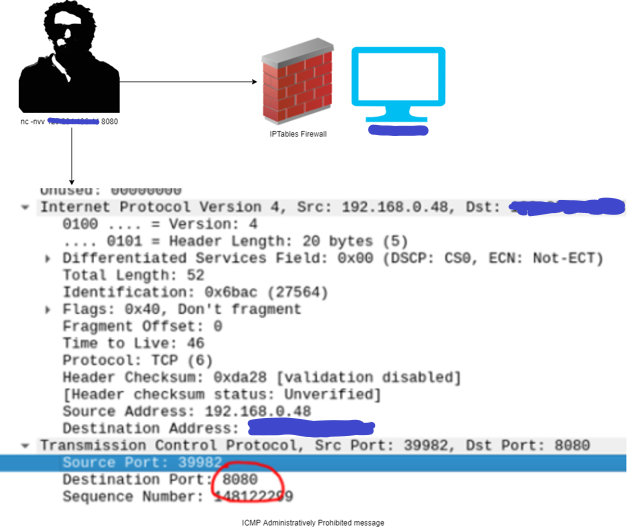 nc -nvv 8080
IPTables Firewall
Unused: 00000000
Internet Protocol Version 4, Src: 192.168.0.48, Dst:
0100 .... = Version: 4
.... 0101 = Header Length: 20 bytes (5)
Differentiated Services Field: 0x00 (DSCP: CS0, ECN: Not-ECT)
Total Length: 52
Identification: 0x6bac (27564)
Flags: 0x40, Don't fragment
Fragment Offset: 0
Time to Live: 46
Protocol: TCP (6)
Header Checksum: 0xda28 [validation disabled]
[Header checksum status: Unverified]
Source Address: 192.168.0.48
Destination Address:
Transmission Control Protocol, Src Port: 39982, Dst Port: 8080
Source Port: 39982
Destination Port: 8080
Sequence Number:
ICMP Administratively Prohibited message